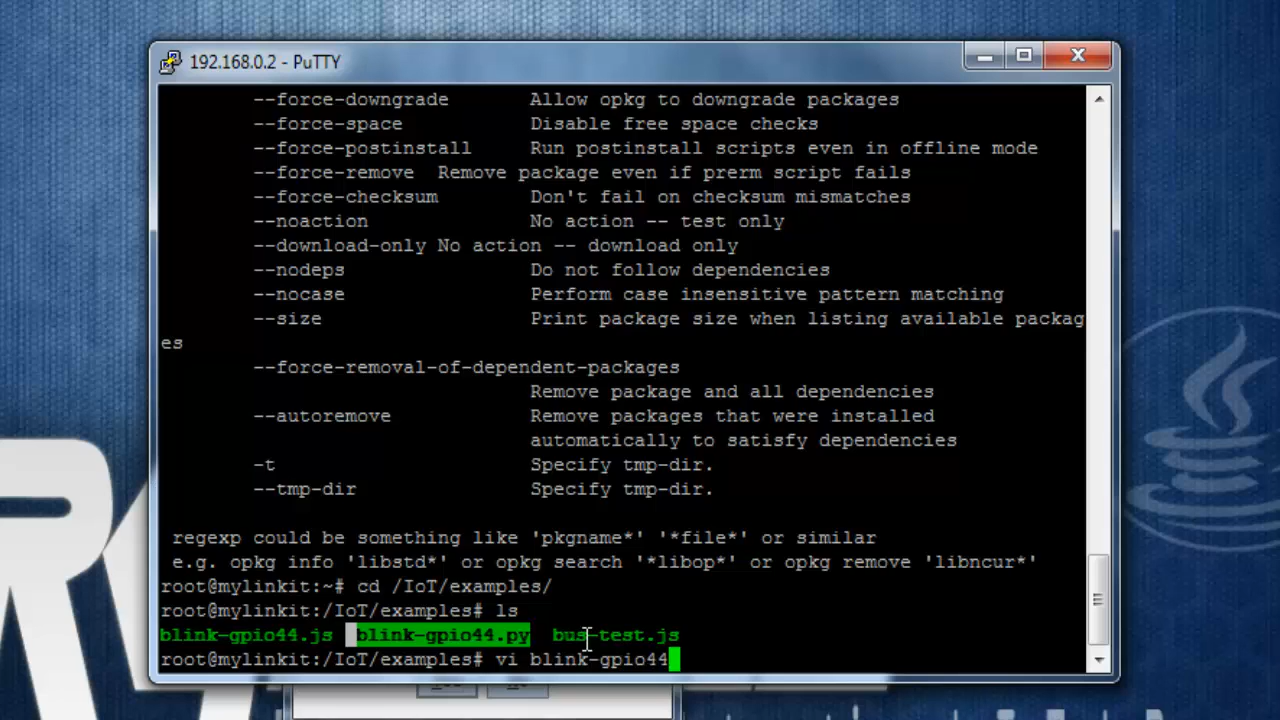 192.168.0.2 - PuTTY
--force-downgrade Allow opkg to downgrade packages
--force-space Disable free space checks
--force-postinstall Run postinstall scripts even in offline mode
--force-remove Remove package even if prerm script fails
--force-checksum Don't fail on checksum mismatches
--noaction No action -- test only
--download-only No action -- download only
--nodeps Do not follow dependencies
--nocase Perform case insensitive pattern matching
--size Print package size when listing available packag
es
--force-removal-of-dependent-packages
Remove package and all dependencies
--autoremove Remove packages that were installed
automatically to satisfy dependencies
-t Specify tmp-dir.
--tmp-dir Specify tmp-dir.
regexp could be something like 'pkgname*' '*file*' or similar
e.g. opkg info 'libstd*' or opkg search '*libop*' or opkg remove 'libncur*'
root@mylinkit:~# cd /IoT/examples/
root@mylinkit:/IoT/examples# ls
blink-gpio44.js blink-gpio44.py bus-test.js
root@mylinkit:/IoT/examples# vi blink-gpio44